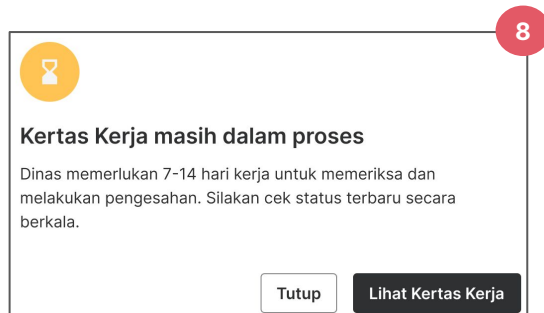 8
Kertas Kerja masih dalam proses
Dinas memerlukan 7-14 hari kerja untuk memeriksa dan
melakukan pengesahan. Silakan cek status terbaru secara
berkala.
Tutup
Lihat Kertas Kerja